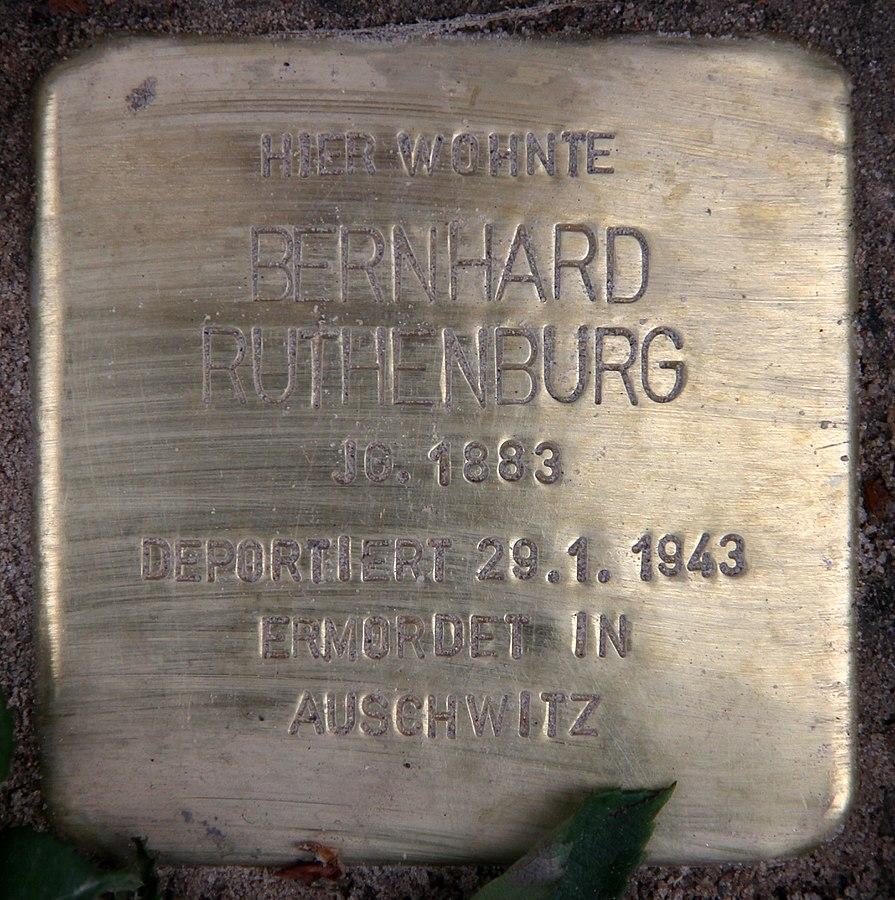 HIER WOHNTE
BERNHARD
RUTHENBURG
JG. 1883
DEPORTIERT 29.1.1943
ERMORDET IN
AUSCHWITZ